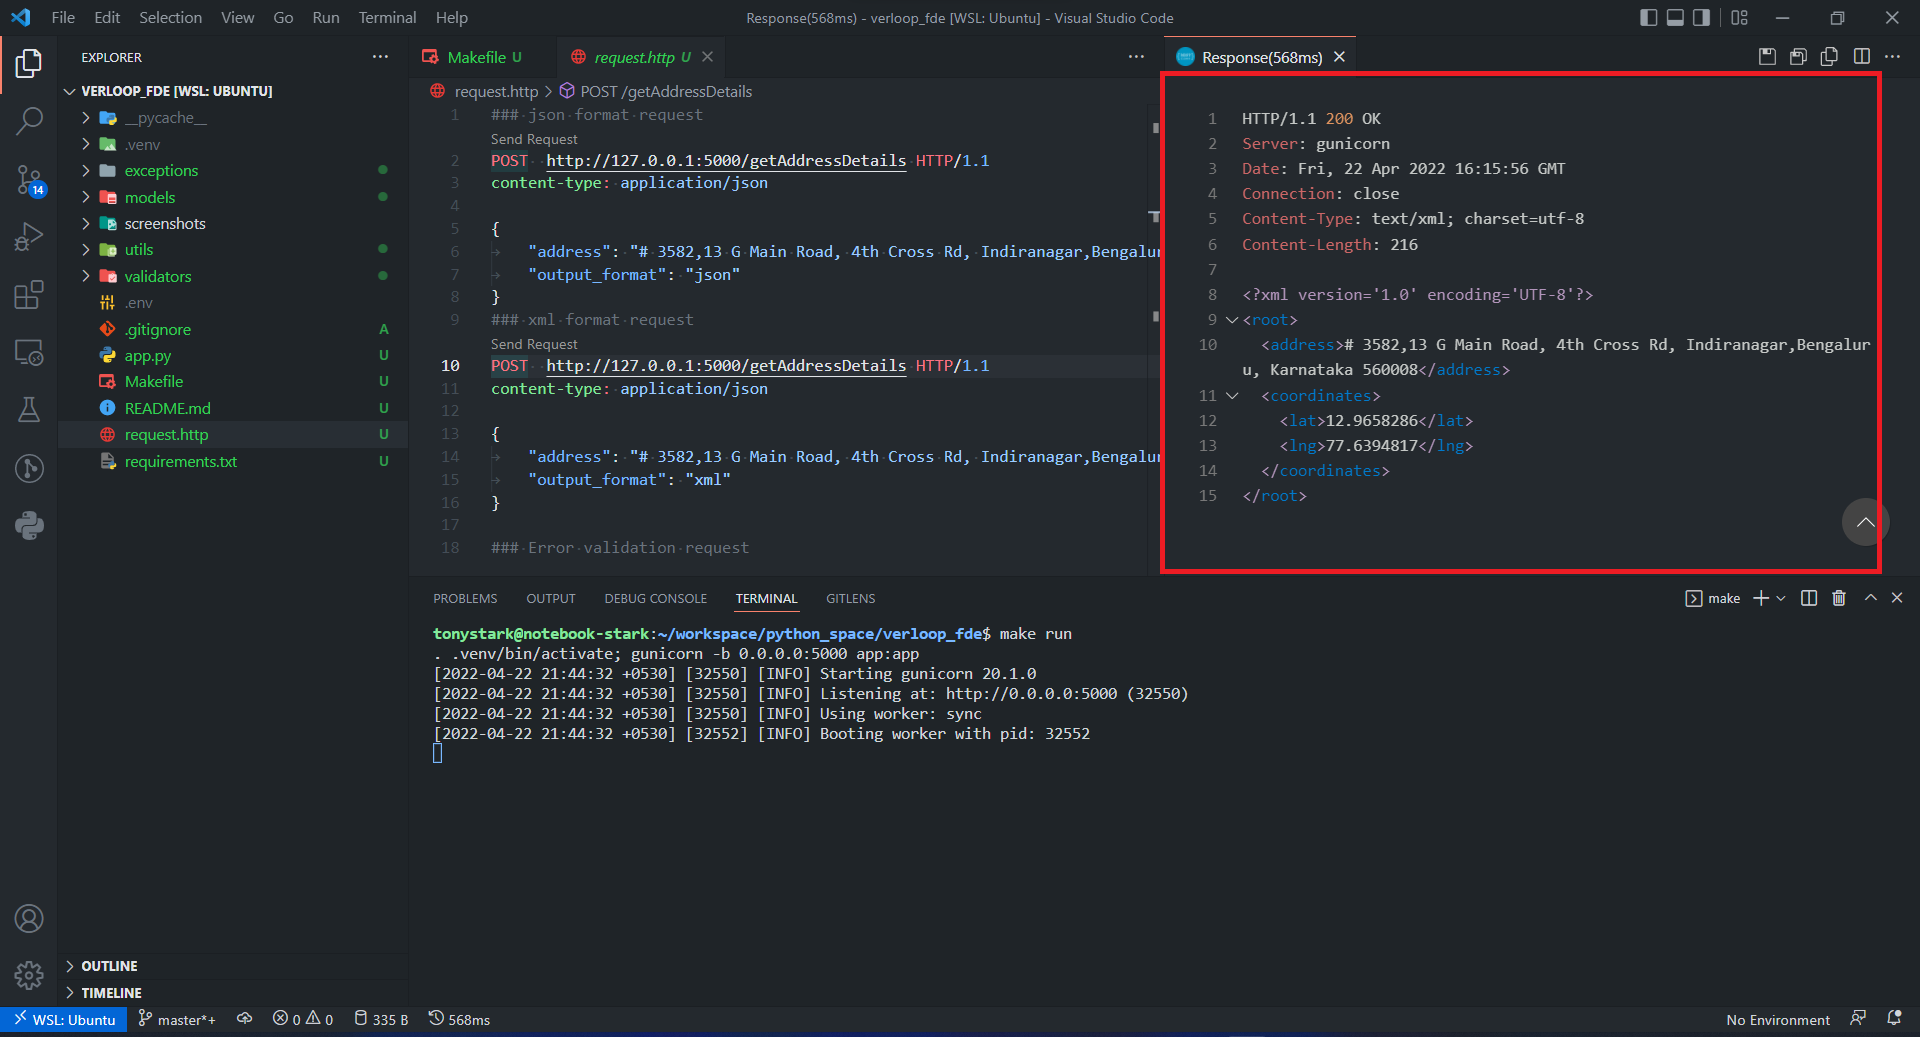 File Edit Selection View Go Run Terminal Help
Response(568ms) - verloop_fde [WSL: Ubuntu] - Visual Studio Code
EXPLORER
VERLOOP_FDE [WSL: UBUNTU]
__pycache__
.venv
exceptions
models
screenshots
utils
validators
.env
.gitignore A
app.py U
Makefile U
README.md U
request.http U
requirements.txt U
14
OUTLINE
TIMELINE
Makefile U
request.http U
request.http > POST /getAddressDetails
1 ### json format request
Send Request
2 POST http://127.0.0.1:5000/getAddressDetails HTTP/1.1
3 content-type: application/json
4
5 {
6 "address": "# 3582,13 G Main Road, 4th Cross Rd, Indiranagar,Bengalur
7 "output_format": "json"
8 }
9 ### xml format request
Send Request
10 POST http://127.0.0.1:5000/getAddressDetails HTTP/1.1
11 content-type: application/json
12
13 {
14 "address": "# 3582,13 G Main Road, 4th Cross Rd, Indiranagar,Bengalur
15 "output_format": "xml"
16 }
17
18 ### Error validation request
Response(568ms)
1 HTTP/1.1 200 OK
2 Server: gunicorn
3 Date: Fri, 22 Apr 2022 16:15:56 GMT
4 Connection: close
5 Content-Type: text/xml; charset=utf-8
6 Content-Length: 216
7
8 <?xml version='1.0' encoding='UTF-8'?>
9 <root>
10 <address># 3582,13 G Main Road, 4th Cross Rd, Indiranagar,Bengalur
u, Karnataka 560008</address>
11 <coordinates>
12 <lat>12.9658286</lat>
13 <lng>77.6394817</lng>
14 </coordinates>
15 </root>
PROBLEMS OUTPUT DEBUG CONSOLE TERMINAL GITLENS
make
tonystark@notebook-stark:~/workspace/python_space/verloop_fde$ make run
. .venv/bin/activate; gunicorn -b 0.0.0.0:5000 app:app
[2022-04-22 21:44:32 +0530] [32550] [INFO] Starting gunicorn 20.1.0
[2022-04-22 21:44:32 +0530] [32550] [INFO] Listening at: http://0.0.0.0:5000 (32550)
[2022-04-22 21:44:32 +0530] [32550] [INFO] Using worker: sync
[2022-04-22 21:44:32 +0530] [32552] [INFO] Booting worker with pid: 32552
WSL: Ubuntu master*+ 0 0 335 B 568ms No Environment